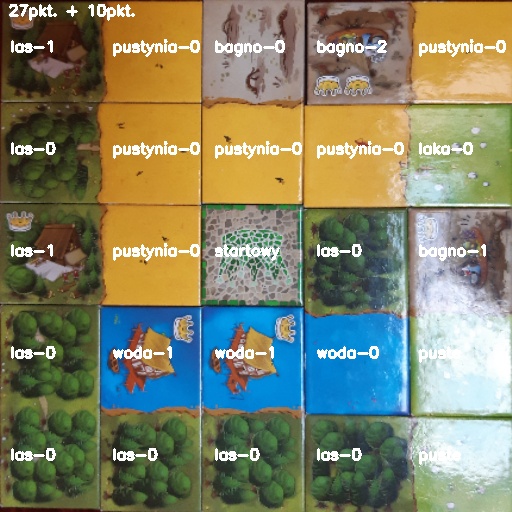 27pkt. + 10pkt.
las-1 pustynia-0 bagno-0 bagno-2 pustynia-0
las-0 pustynia-0 pustynia-0 pustynia-0 laka-0
las-1 pustynia-0 startowy las-0 bagno-1
las-0 woda-1 woda-1 woda-0 puste
las-0 las-0 las-0 las-0 puste